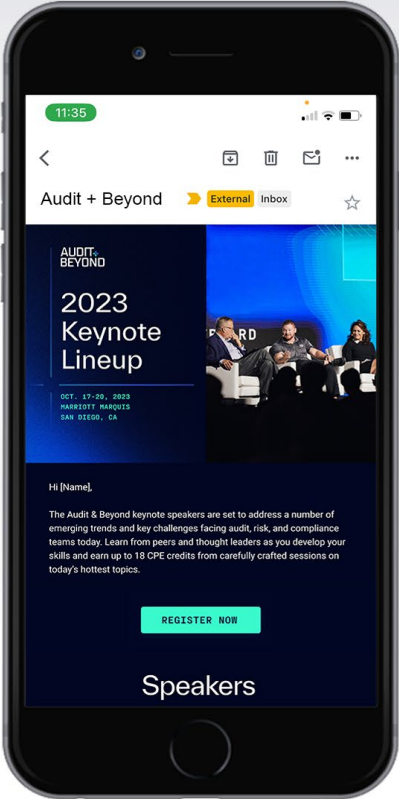 11:35
Audit + Beyond
External
Inbox
AUDIT+
BEYOND
2023
Keynote
Lineup
OCT. 17-20, 2023
MARRIOTT MARQUIS
SAN DIEGO, CA
RD
Hi [Name],
The Audit & Beyond keynote speakers are set to address a number of
emerging trends and key challenges facing audit, risk, and compliance
teams today. Learn from peers and thought leaders as you develop your
skills and earn up to 18 CPE credits from carefully crafted sessions on
today's hottest topics.
REGISTER NOW
Speakers